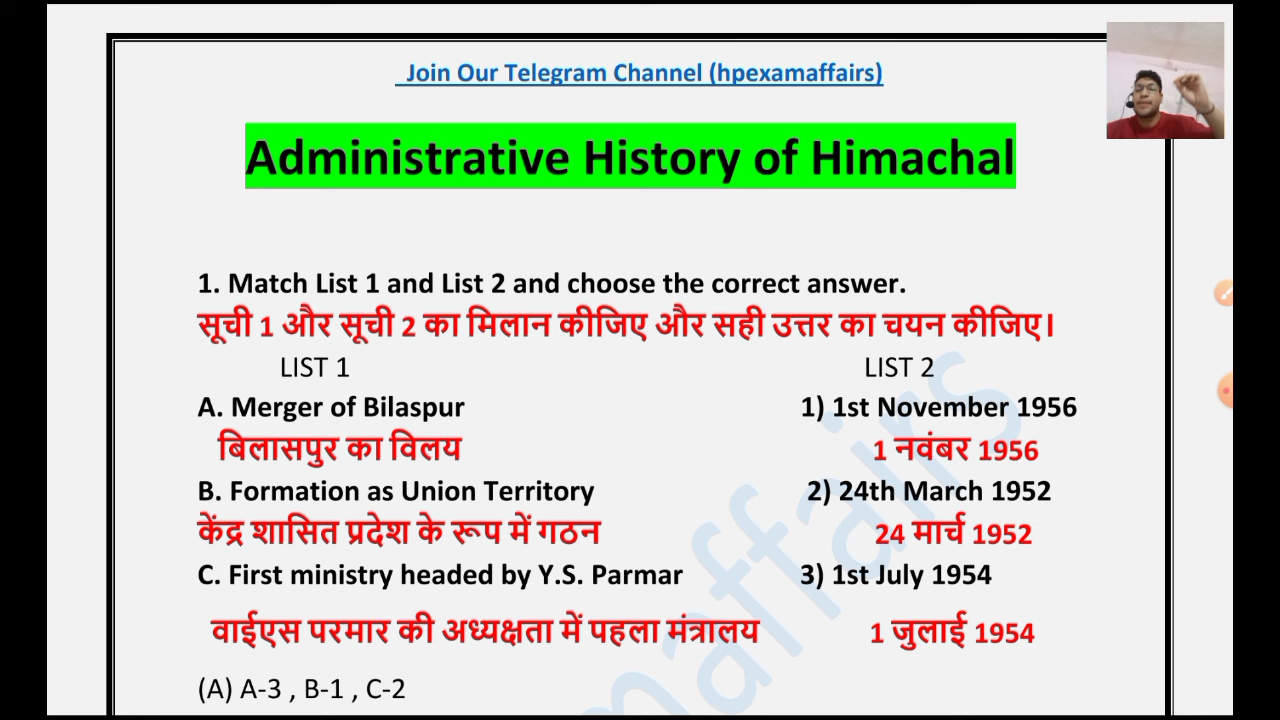 Join Our Telegram Channel (hpexamaffairs)
Administrative History of Himachal
1. Match List 1 and List 2 and choose the correct answer.
सूची 1 और सूची 2 का मिलान कीजिए और सही उत्तर का चयन कीजिए।
LIST 1 LIST 2
A. Merger of Bilaspur 1) 1st November 1956
बिलासपुर का विलय 1 नवंबर 1956
B. Formation as Union Territory 2) 24th March 1952
केंद्र शासित प्रदेश के रूप में गठन 24 मार्च 1952
C. First ministry headed by Y.S. Parmar 3) 1st July 1954
वाईएस परमार की अध्यक्षता में पहला मंत्रालय 1 जुलाई 1954
(A) A-3 , B-1 , C-2
maffairs